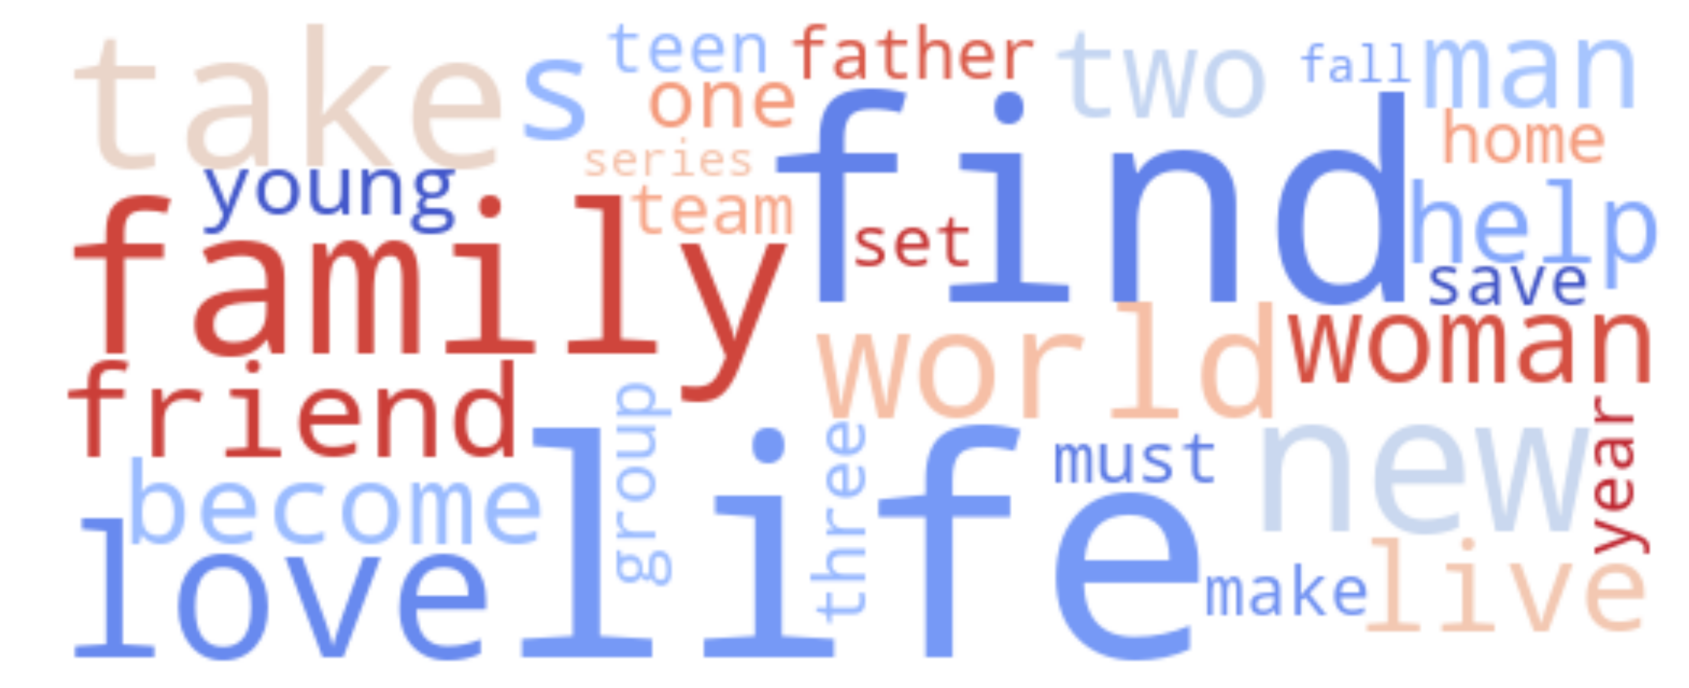 take
s
teen
father
two
fall
man
one
home
series
find
young
team
help
family
set
save
world
woman
friend
group
must
new
year
become
three
love
life
make
live